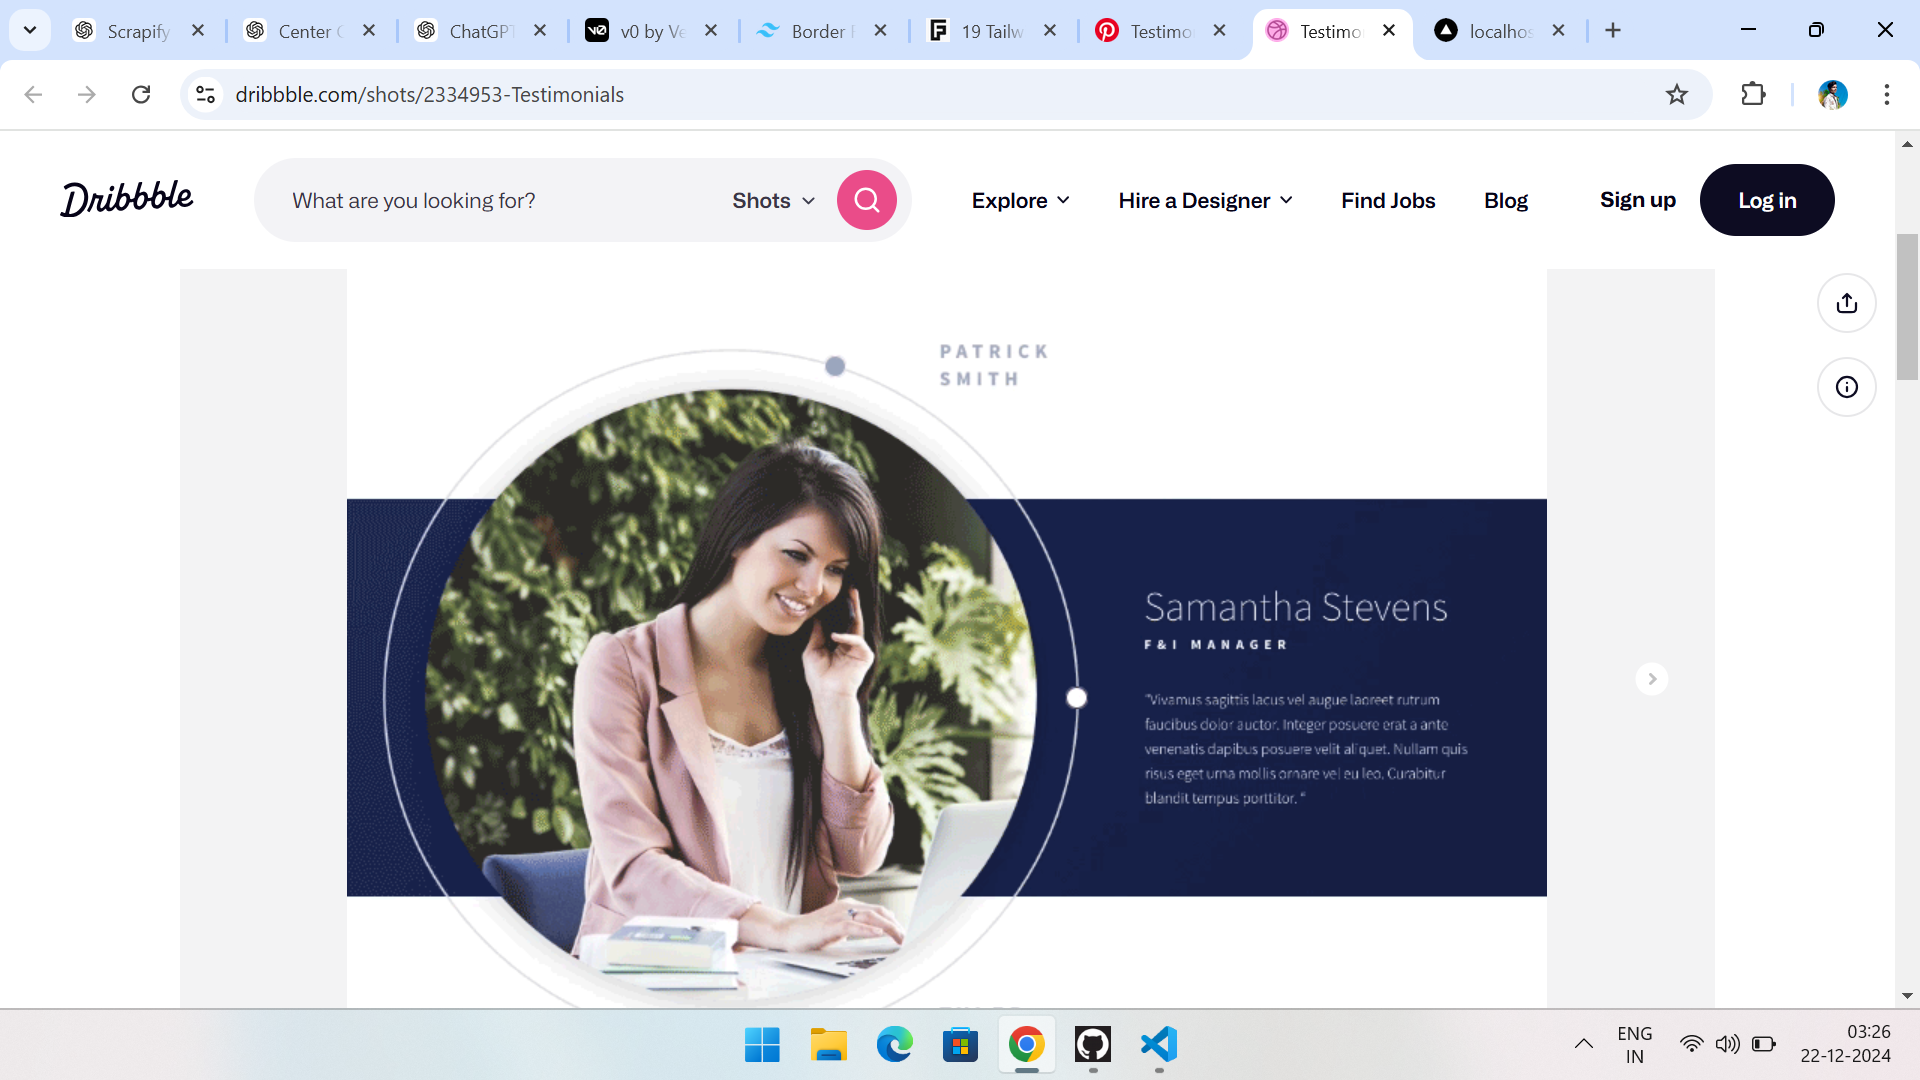 Scrapify
Center
ChatGPT
v0 by Ve
Border
19 Tailw
Testimo
Testimo
localhos
dribbble.com/shots/2334953-Testimonials
Dribbble
What are you looking for?
Shots
Explore
Hire a Designer
Find Jobs
Blog
Sign up
Log in
PATRICK
SMITH
Samantha Stevens
F&I MANAGER
"Vivamus sagittis lacus vel augue laoreet rutrum
faucibus dolor auctor. Integer posuere erat a ante
venenatis dapibus posuere velit aliquet. Nullam quis
risus eget urna mollis ornare vel eu leo. Curabitur
blandit tempus porttitor. "
ENG
IN
03:26
22-12-2024